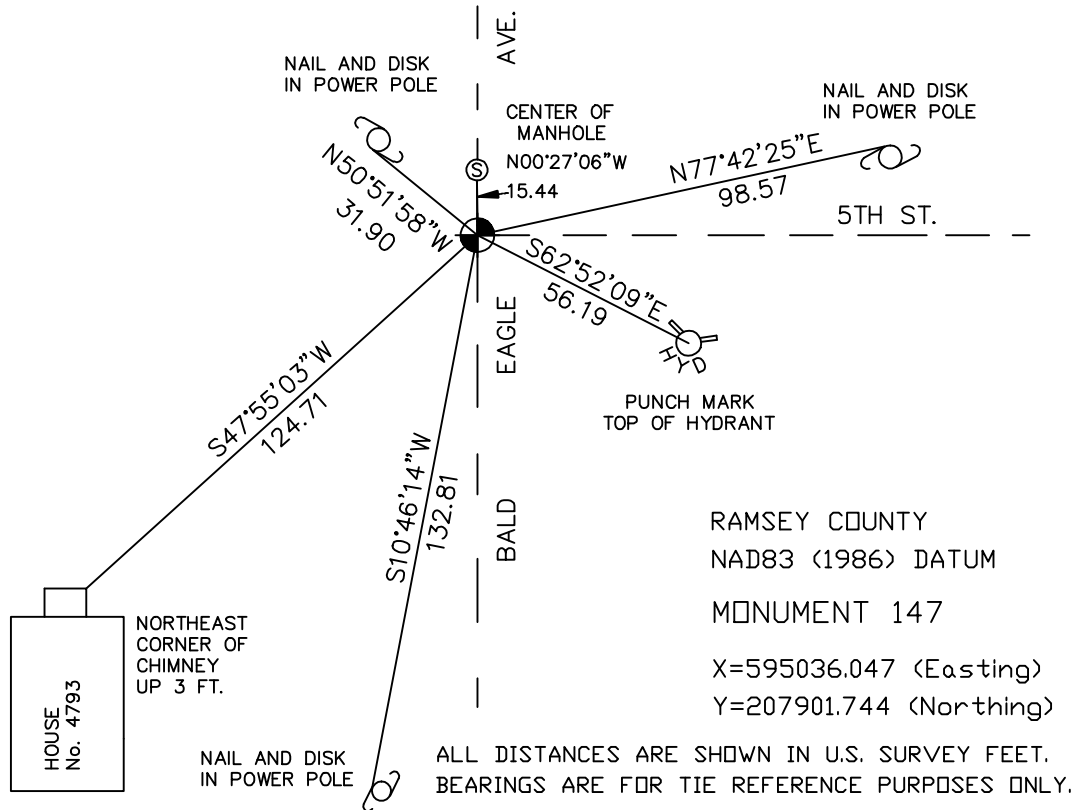 AVE.
NAIL AND DISK
IN POWER POLE
CENTER OF
MANHOLE
N00°27'06"W
15.44
S
NAIL AND DISK
IN POWER POLE
N77°42'25"E
98.57
5TH ST.
N50°51'58"W
31.90
S62°52'09"E
56.19
HYD
PUNCH MARK
TOP OF HYDRANT
EAGLE
S47°55'03"W
124.71
S10°46'14"W
132.81
BALD
RAMSEY COUNTY
NAD83 (1986) DATUM
MONUMENT 147
X=595036.047 (Easting)
Y=207901.744 (Northing)
NORTHEAST
CORNER OF
CHIMNEY
UP 3 FT.
HOUSE
No. 4793
NAIL AND DISK
IN POWER POLE
ALL DISTANCES ARE SHOWN IN U.S. SURVEY FEET.
BEARINGS ARE FOR TIE REFERENCE PURPOSES ONLY.